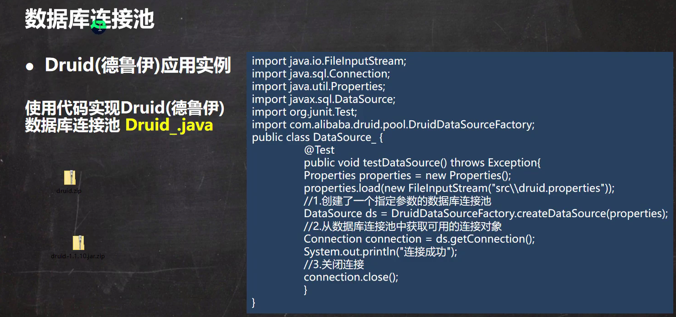 数据库连接池
● Druid(德鲁伊)应用实例
使用代码实现Druid(德鲁伊)
数据库连接池 Druid_.java
import java.io.FileInputStream;
import java.sql.Connection;
import java.util.Properties;
import javax.sql.DataSource;
import org.junit.Test;
import com.alibaba.druid.pool.DruidDataSourceFactory;
public class DataSource_ {
@Test
public void testDataSource() throws Exception{
Properties properties = new Properties();
properties.load(new FileInputStream("src\\druid.properties"));
//1.创建了一个指定参数的数据库连接池
DataSource ds = DruidDataSourceFactory.createDataSource(properties);
//2.从数据库连接池中获取可用的连接对象
Connection connection = ds.getConnection();
System.out.println("连接成功");
//3.关闭连接
connection.close();
}
}